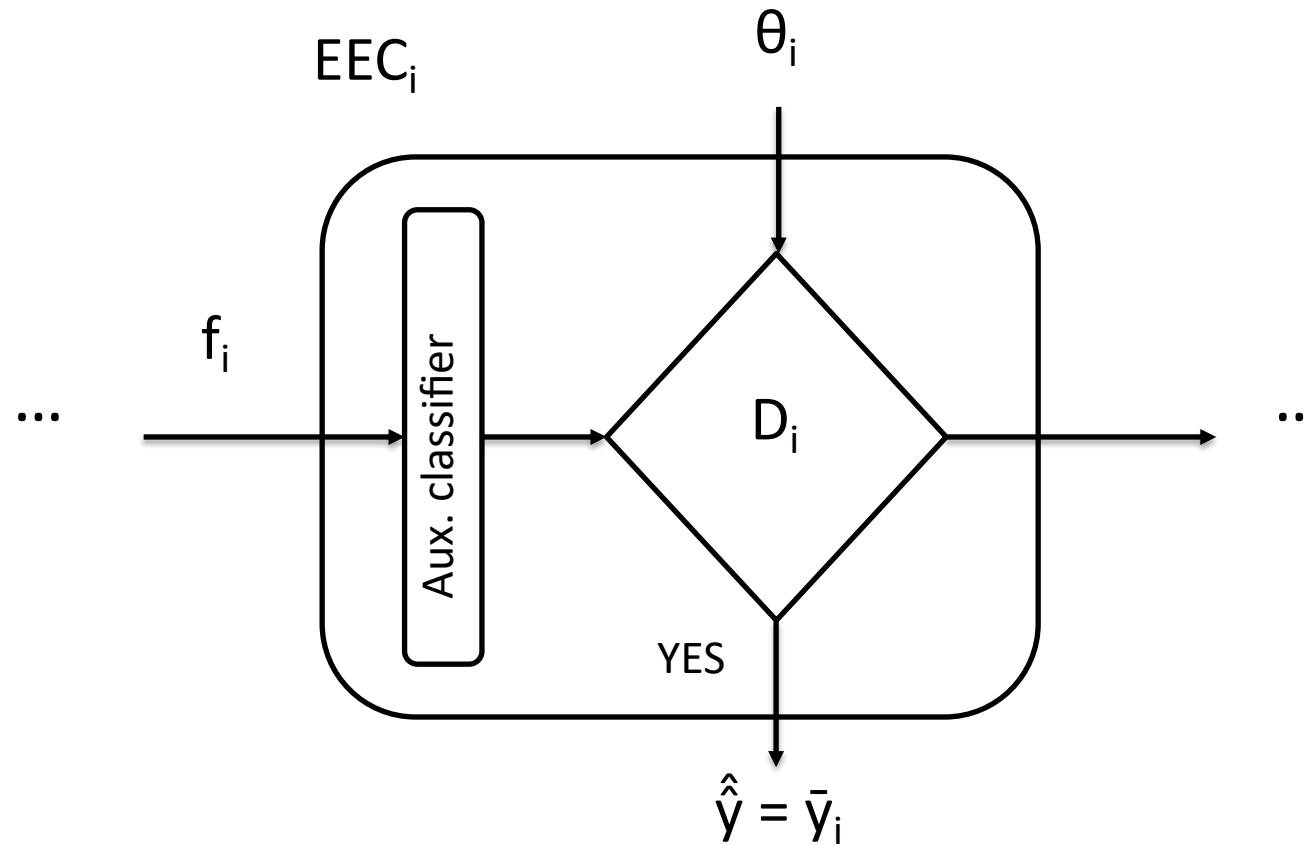 θᵢ
EECᵢ
fᵢ
...
..
Aux. classifier
Dᵢ
YES
ŷ̂ = ȳᵢ